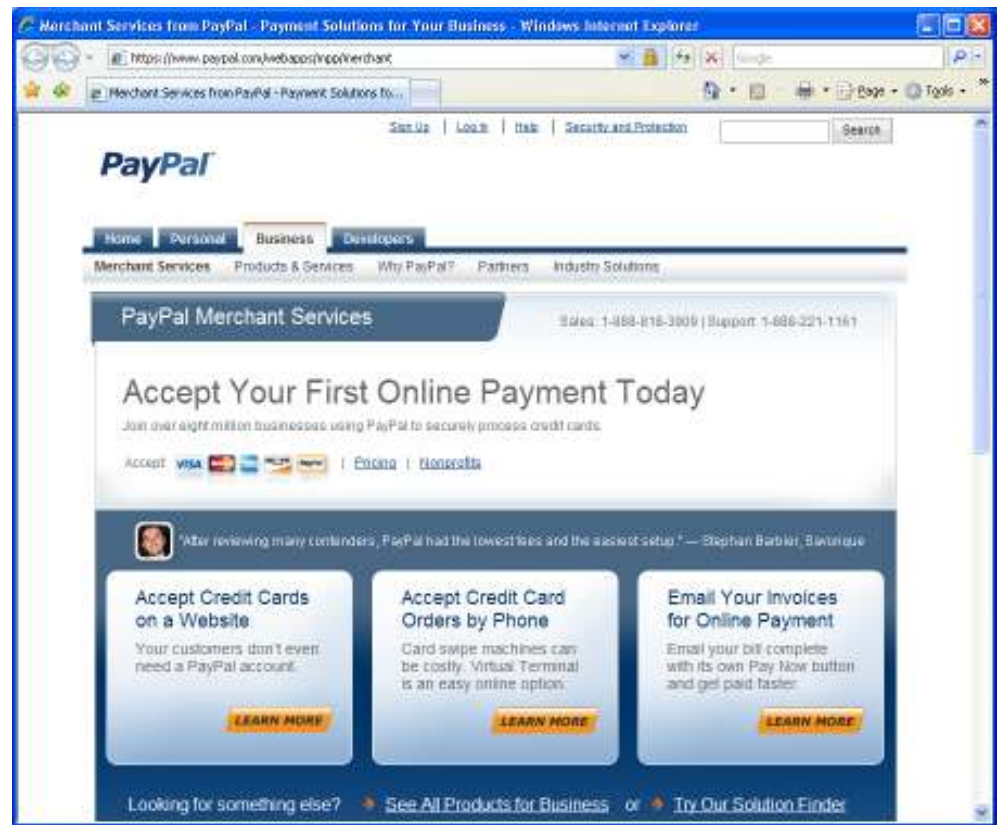 Merchant Services from PayPal - Payment Solutions for Your Business - Windows Internet Explorer
https://www.paypal.com/webapps/mpp/merchant
Google
Merchant Services from PayPal - Payment Solutions fo...
Page
Tools
Sign Up | Log In | Help | Security and Protection
Search
PayPal
Home Personal Business Developers
Merchant Services Products & Services Why PayPal? Partners Industry Solutions
PayPal Merchant Services
Sales: 1-888-818-3909 | Support: 1-888-221-1161
Accept Your First Online Payment Today
Join over eight million businesses using PayPal to securely process credit cards.
Accept VISA | Pricing | Nonprofits
"After reviewing many contenders, PayPal had the lowest fees and the easiest setup." — Stephan Barbier,
Accept Credit Cards
on a Website
Your customers don't even
need a PayPal account.
LEARN MORE
Accept Credit Card
Orders by Phone
Card swipe machines can
be costly. Virtual Terminal
is an easy online option.
LEARN MORE
Email Your Invoices
for Online Payment
Email your bill complete
with its own Pay Now button
and get paid faster.
LEARN MORE
Looking for something else? See All Products for Business or Try Our Solution Finder